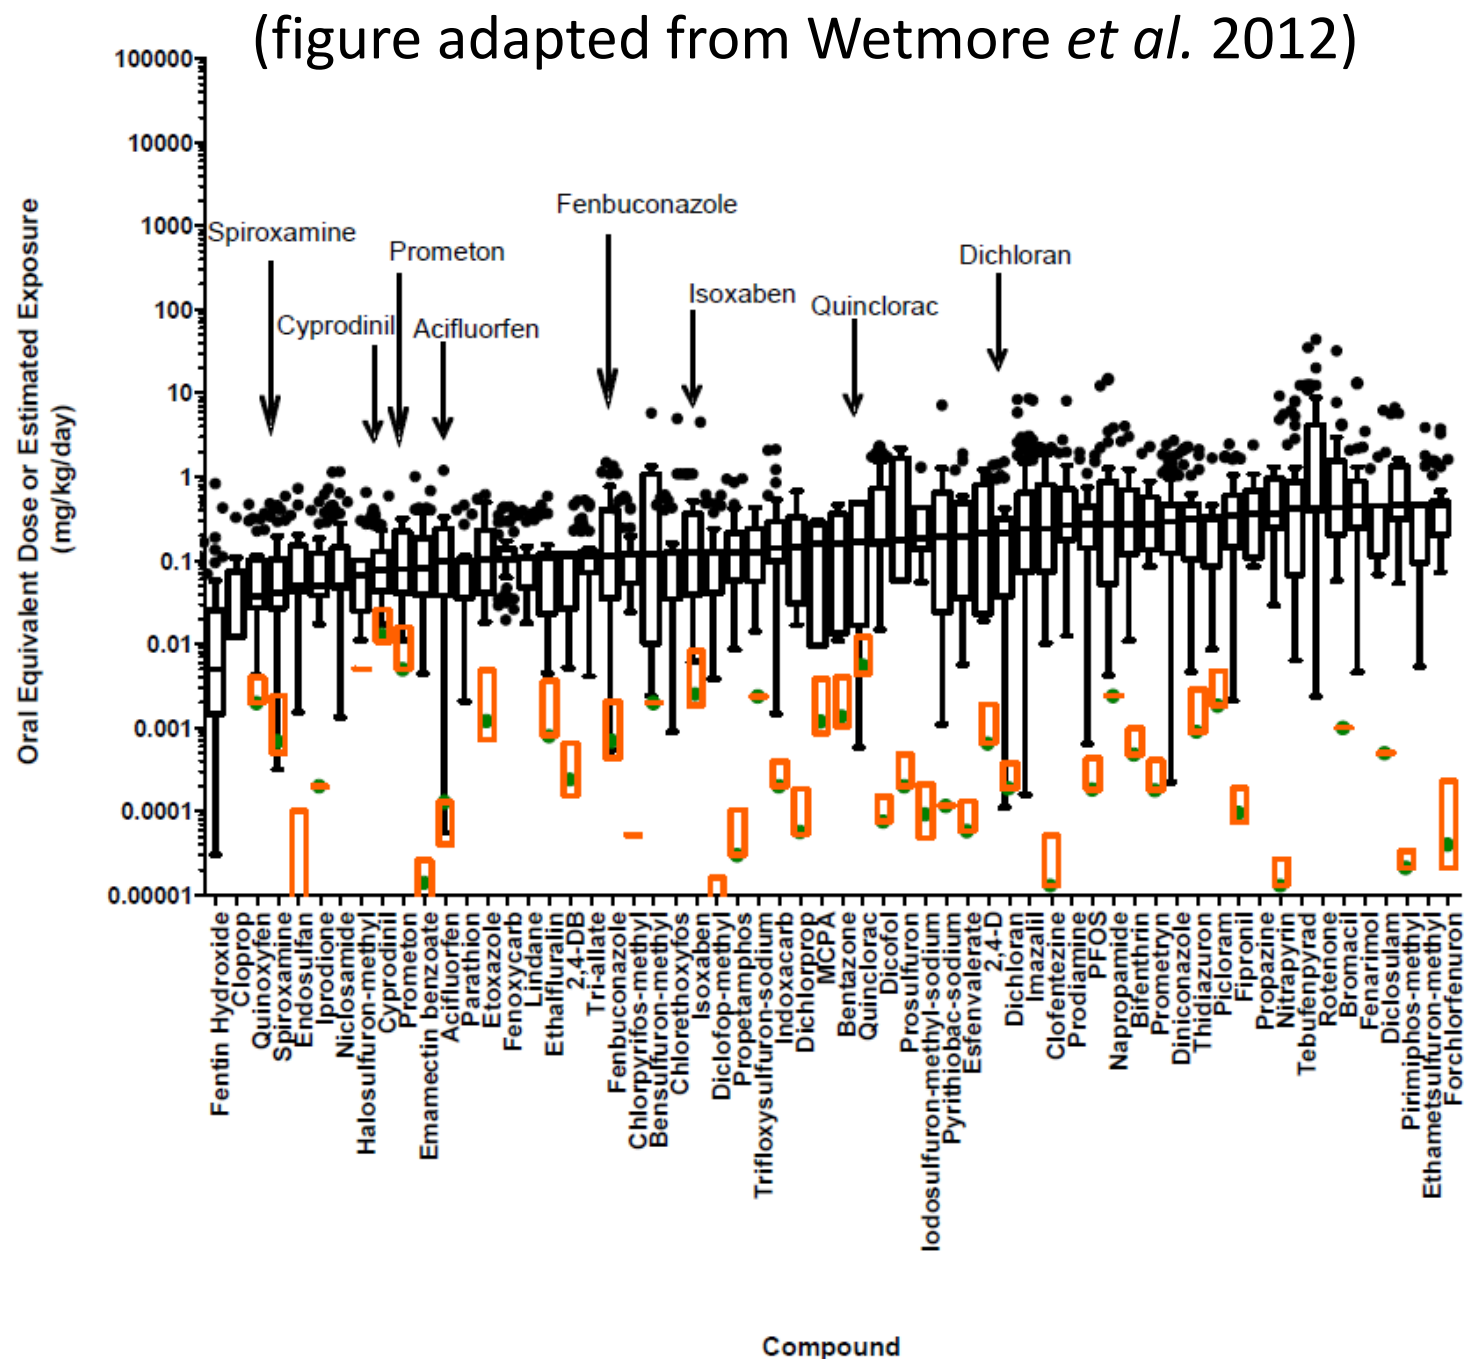 (figure adapted from Wetmore et al. 2012)
100000
10000
1000
100
10
1
0.1
0.01
0.001
0.0001
0.00001
Oral Equivalent Dose or Estimated Exposure
(mg/kg/day)
Spiroxamine
Cyprodinil
Prometon
Acifluorfen
Fenbuconazole
Isoxaben
Quinclorac
Dichloran
Fentin Hydroxide
Cloprop
Quinoxyfen
Spiroxamine
Endosulfan
Iprodione
Niclosamide
Halosulfuron-methyl
Cyprodinil
Prometon
Emamectin benzoate
Acifluorfen
Parathion
Etoxazole
Fenoxycarb
Lindane
Ethalfluralin
2,4-DB
Tri-allate
Fenbuconazole
Chlorpyrifos-methyl
Bensulfuron-methyl
Chlorethoxyfos
Isoxaben
Diclofop-methyl
Propetamphos
Trifloxysulfuron-sodium
Indoxacarb
Dichlorprop
MCPA
Bentazone
Quinclorac
Dicofol
Prosulfuron
Iodosulfuron-methyl-sodium
Pyrithiobac-sodium
Esfenvalerate
2,4-D
Dichloran
Imazalil
Clofentezine
Prodiamine
PFOS
Napropamide
Bifenthrin
Prometryn
Diniconazole
Thidiazuron
Picloram
Fipronil
Propazine
Nitrapyrin
Tebufenpyrad
Rotenone
Bromacil
Fenarimol
Diclosulam
Pirimiphos-methyl
Ethametsulfuron-methyl
Forchlorfenuron
Compound